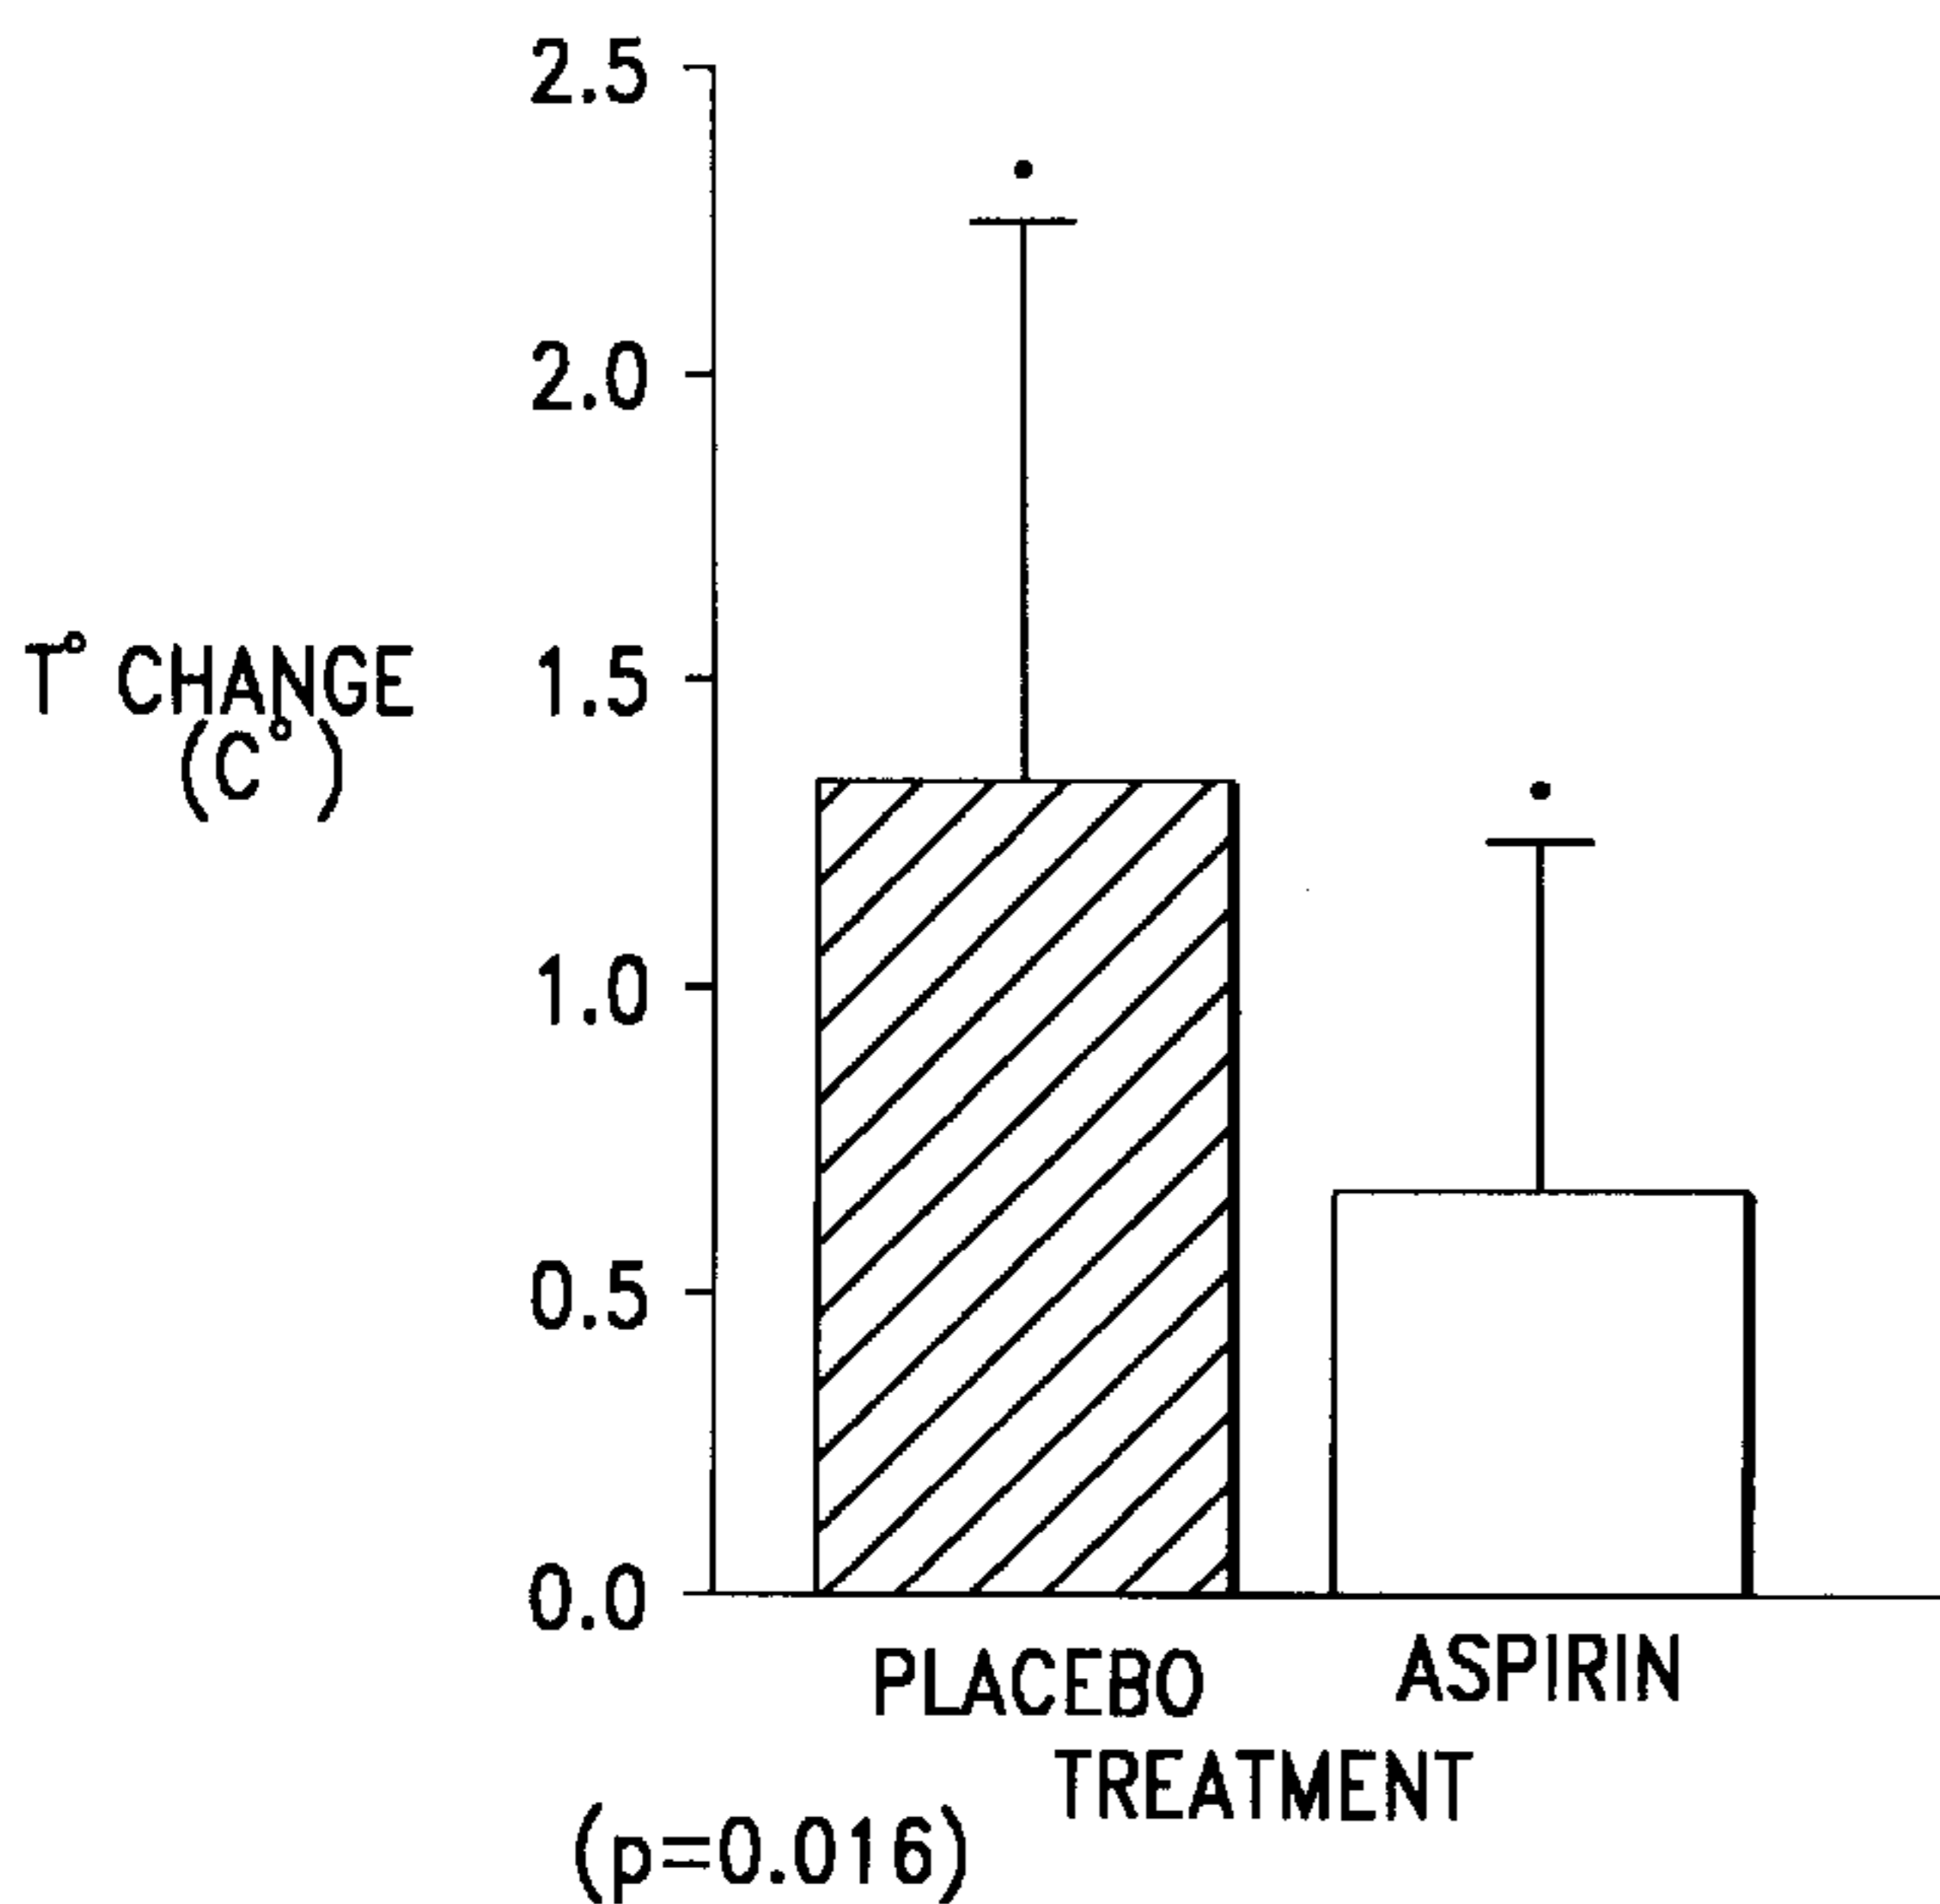 2.5
2.0
T° CHANGE
(C°)
1.5
1.0
0.5
0.0
PLACEBO
ASPIRIN
TREATMENT
(p=0.016)